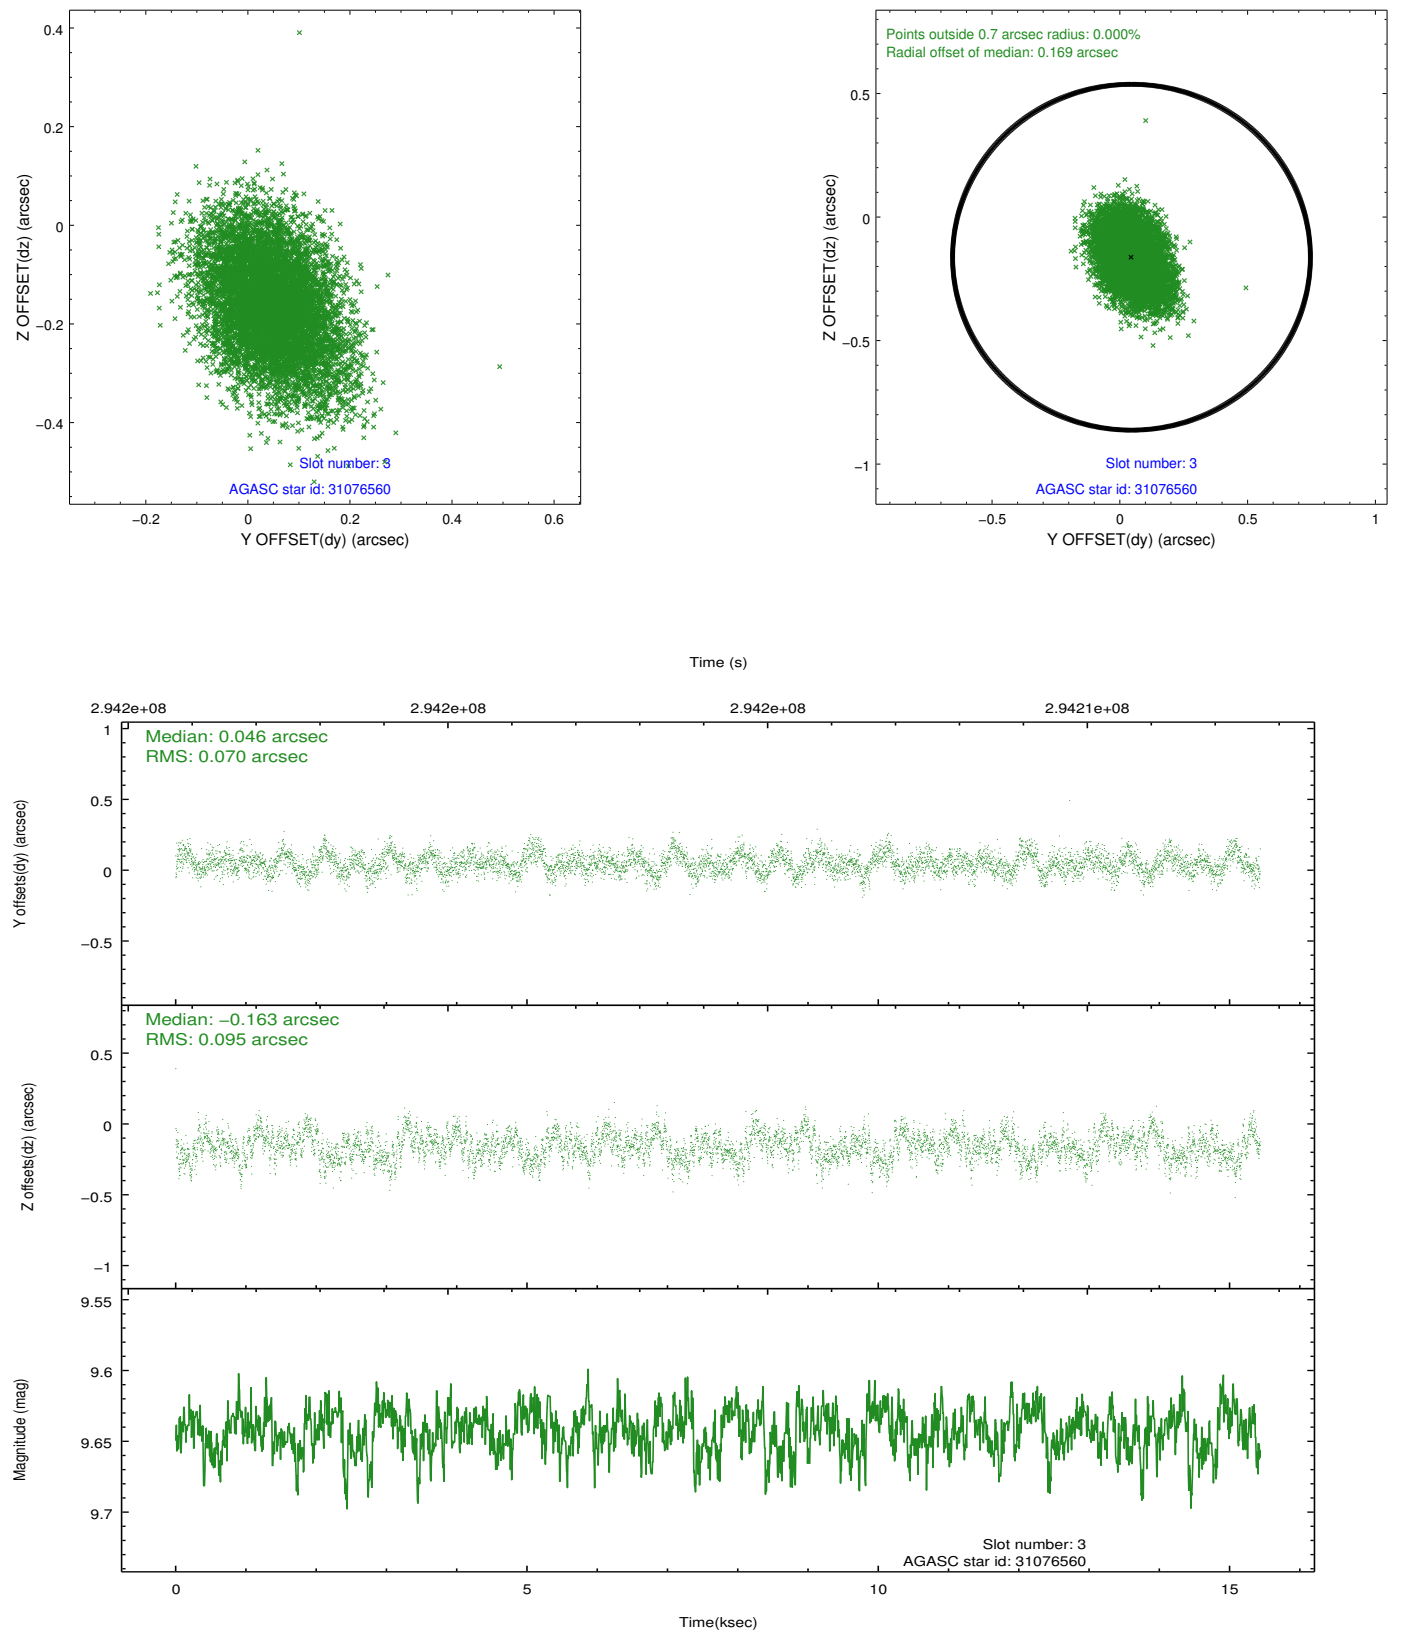 0.4
0.2
0
−0.2
−0.4
Z OFFSET(dz) (arcsec)
Slot number: 3
AGASC star id: 31076560
−0.2
0
0.2
0.4
0.6
Y OFFSET(dy) (arcsec)
Points outside 0.7 arcsec radius: 0.000%
Radial offset of median: 0.169 arcsec
0.5
0
−0.5
−1
Z OFFSET(dz) (arcsec)
Slot number: 3
AGASC star id: 31076560
−0.5
0
0.5
1
Y OFFSET(dy) (arcsec)
Time (s)
2.942e+08
2.942e+08
2.942e+08
2.9421e+08
Median: 0.046 arcsec
RMS: 0.070 arcsec
1
0.5
0
−0.5
Y offsets(dy) (arcsec)
Median: −0.163 arcsec
RMS: 0.095 arcsec
0.5
0
−0.5
−1
Z offsets(dz) (arcsec)
9.55
9.6
9.65
9.7
Magnitude (mag)
Slot number: 3
AGASC star id: 31076560
0
5
10
15
Time(ksec)